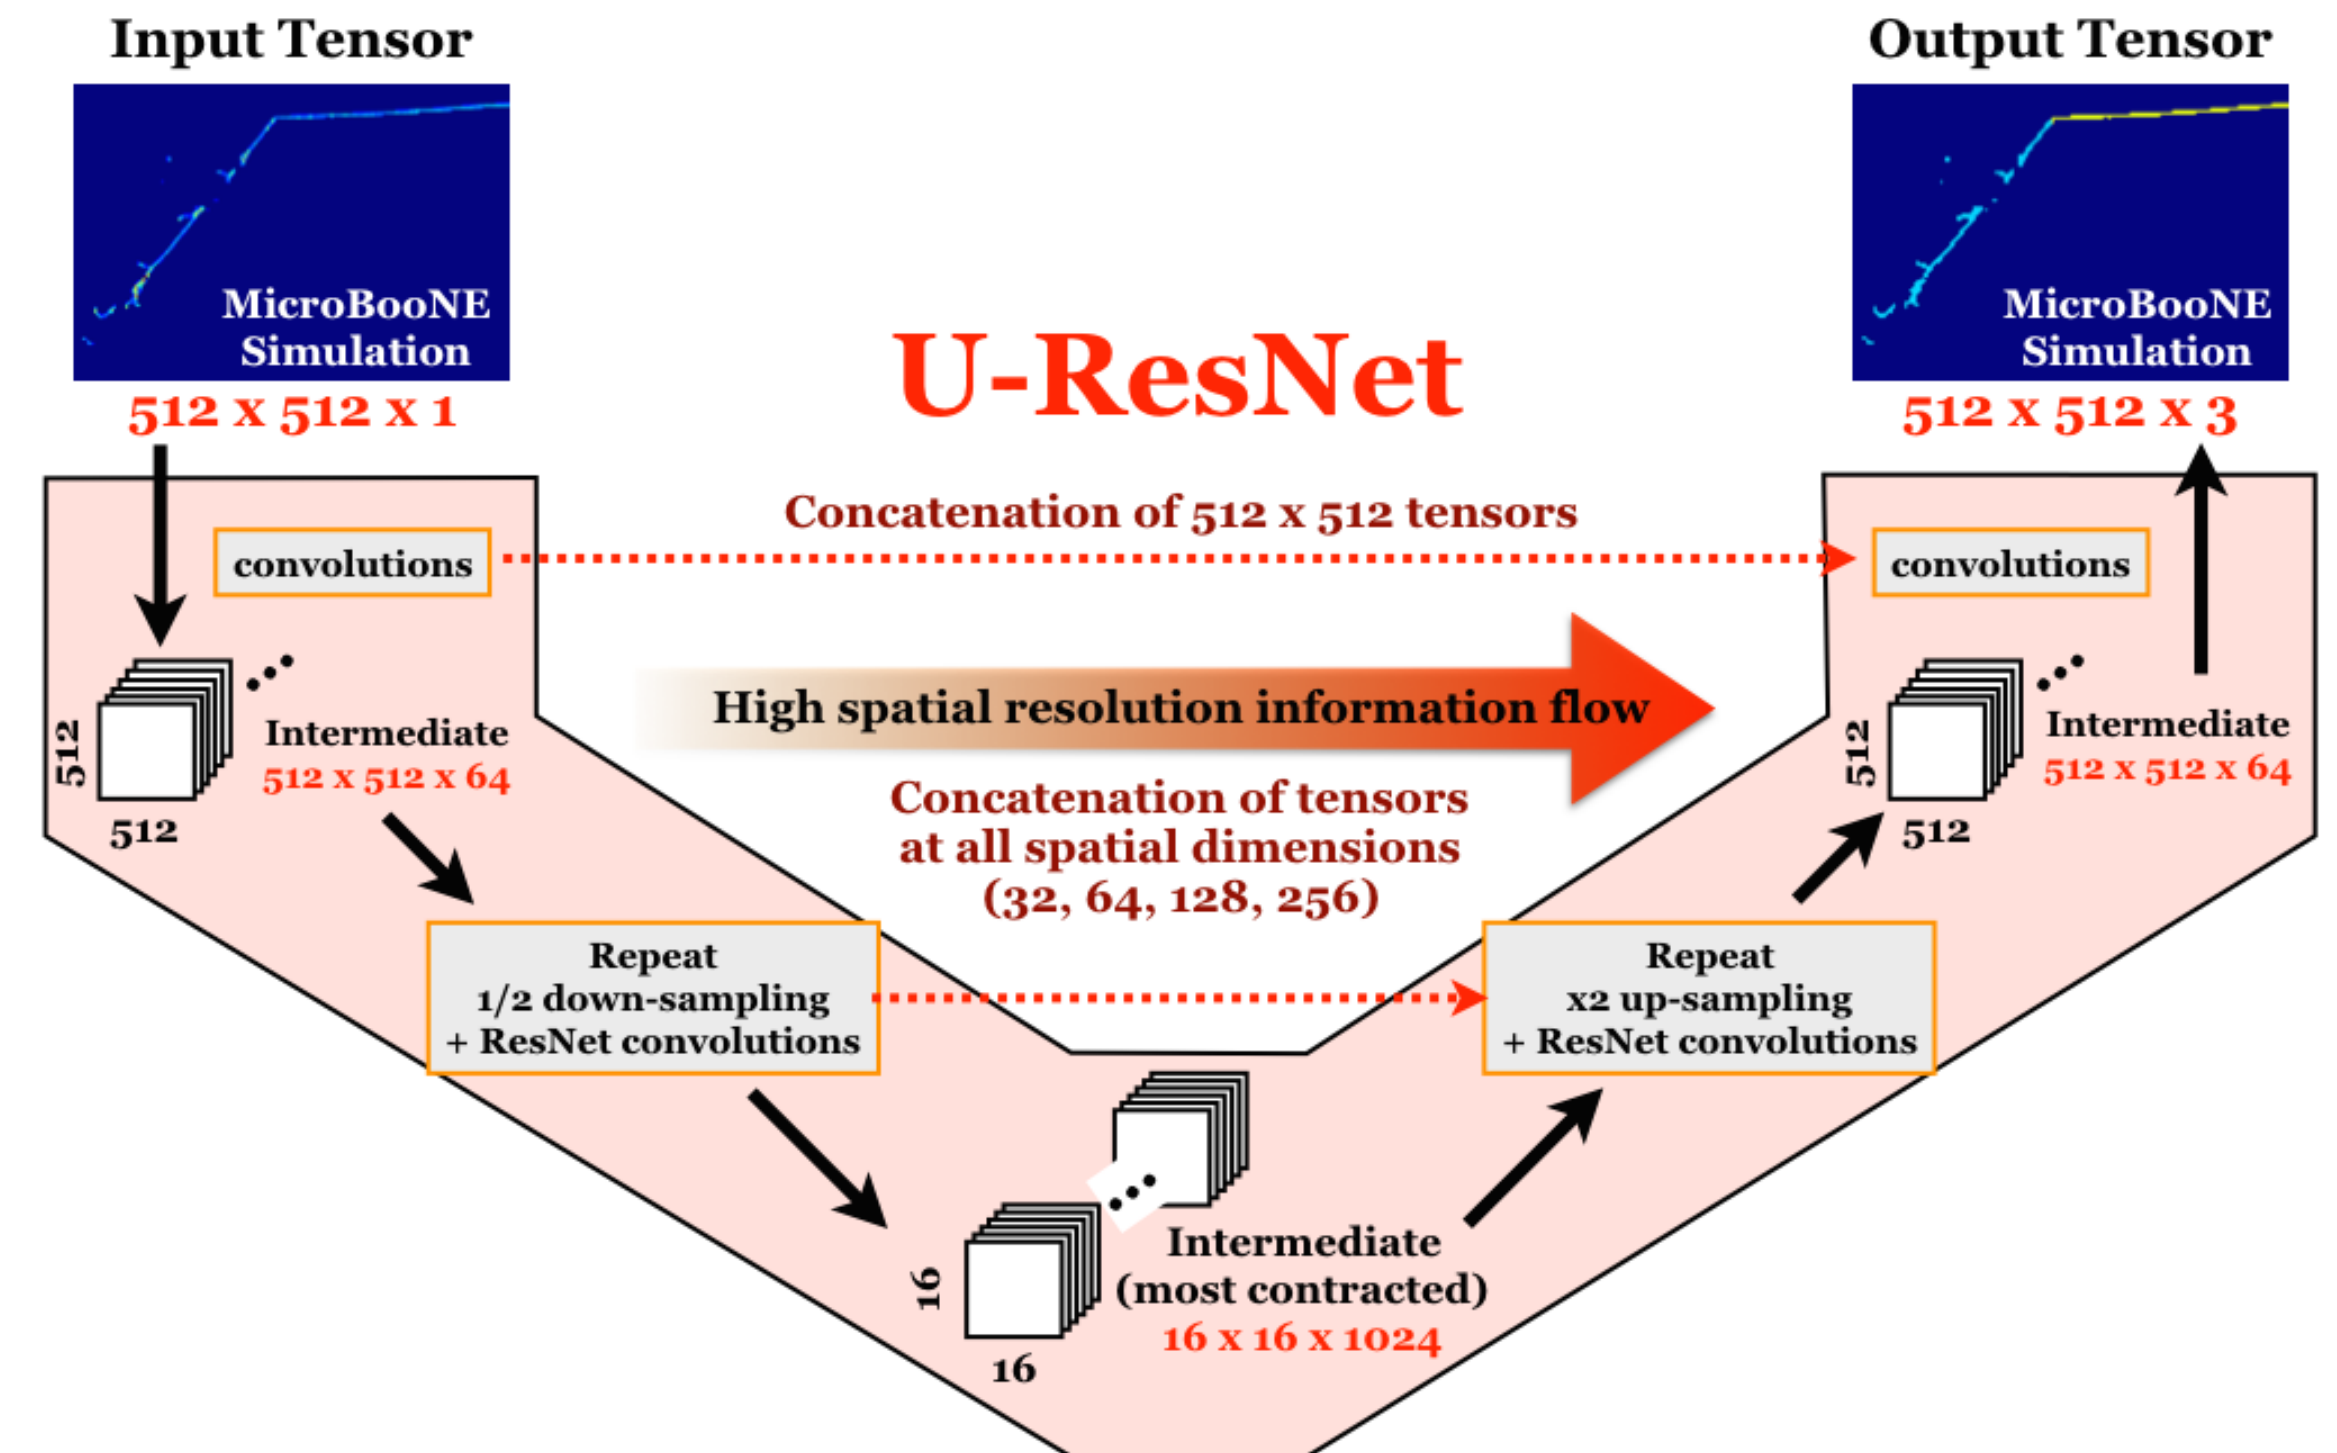 Input Tensor
MicroBooNE
Simulation
512 x 512 x 1
Output Tensor
MicroBooNE
Simulation
512 x 512 x 3
U-ResNet
Concatenation of 512 x 512 tensors
convolutions
convolutions
High spatial resolution information flow
512
512
Intermediate
512 x 512 x 64
Concatenation of tensors
at all spatial dimensions
(32, 64, 128, 256)
512
512
Intermediate
512 x 512 x 64
Repeat
1/2 down-sampling
+ ResNet convolutions
Repeat
x2 up-sampling
+ ResNet convolutions
16
16
Intermediate
(most contracted)
16 x 16 x 1024